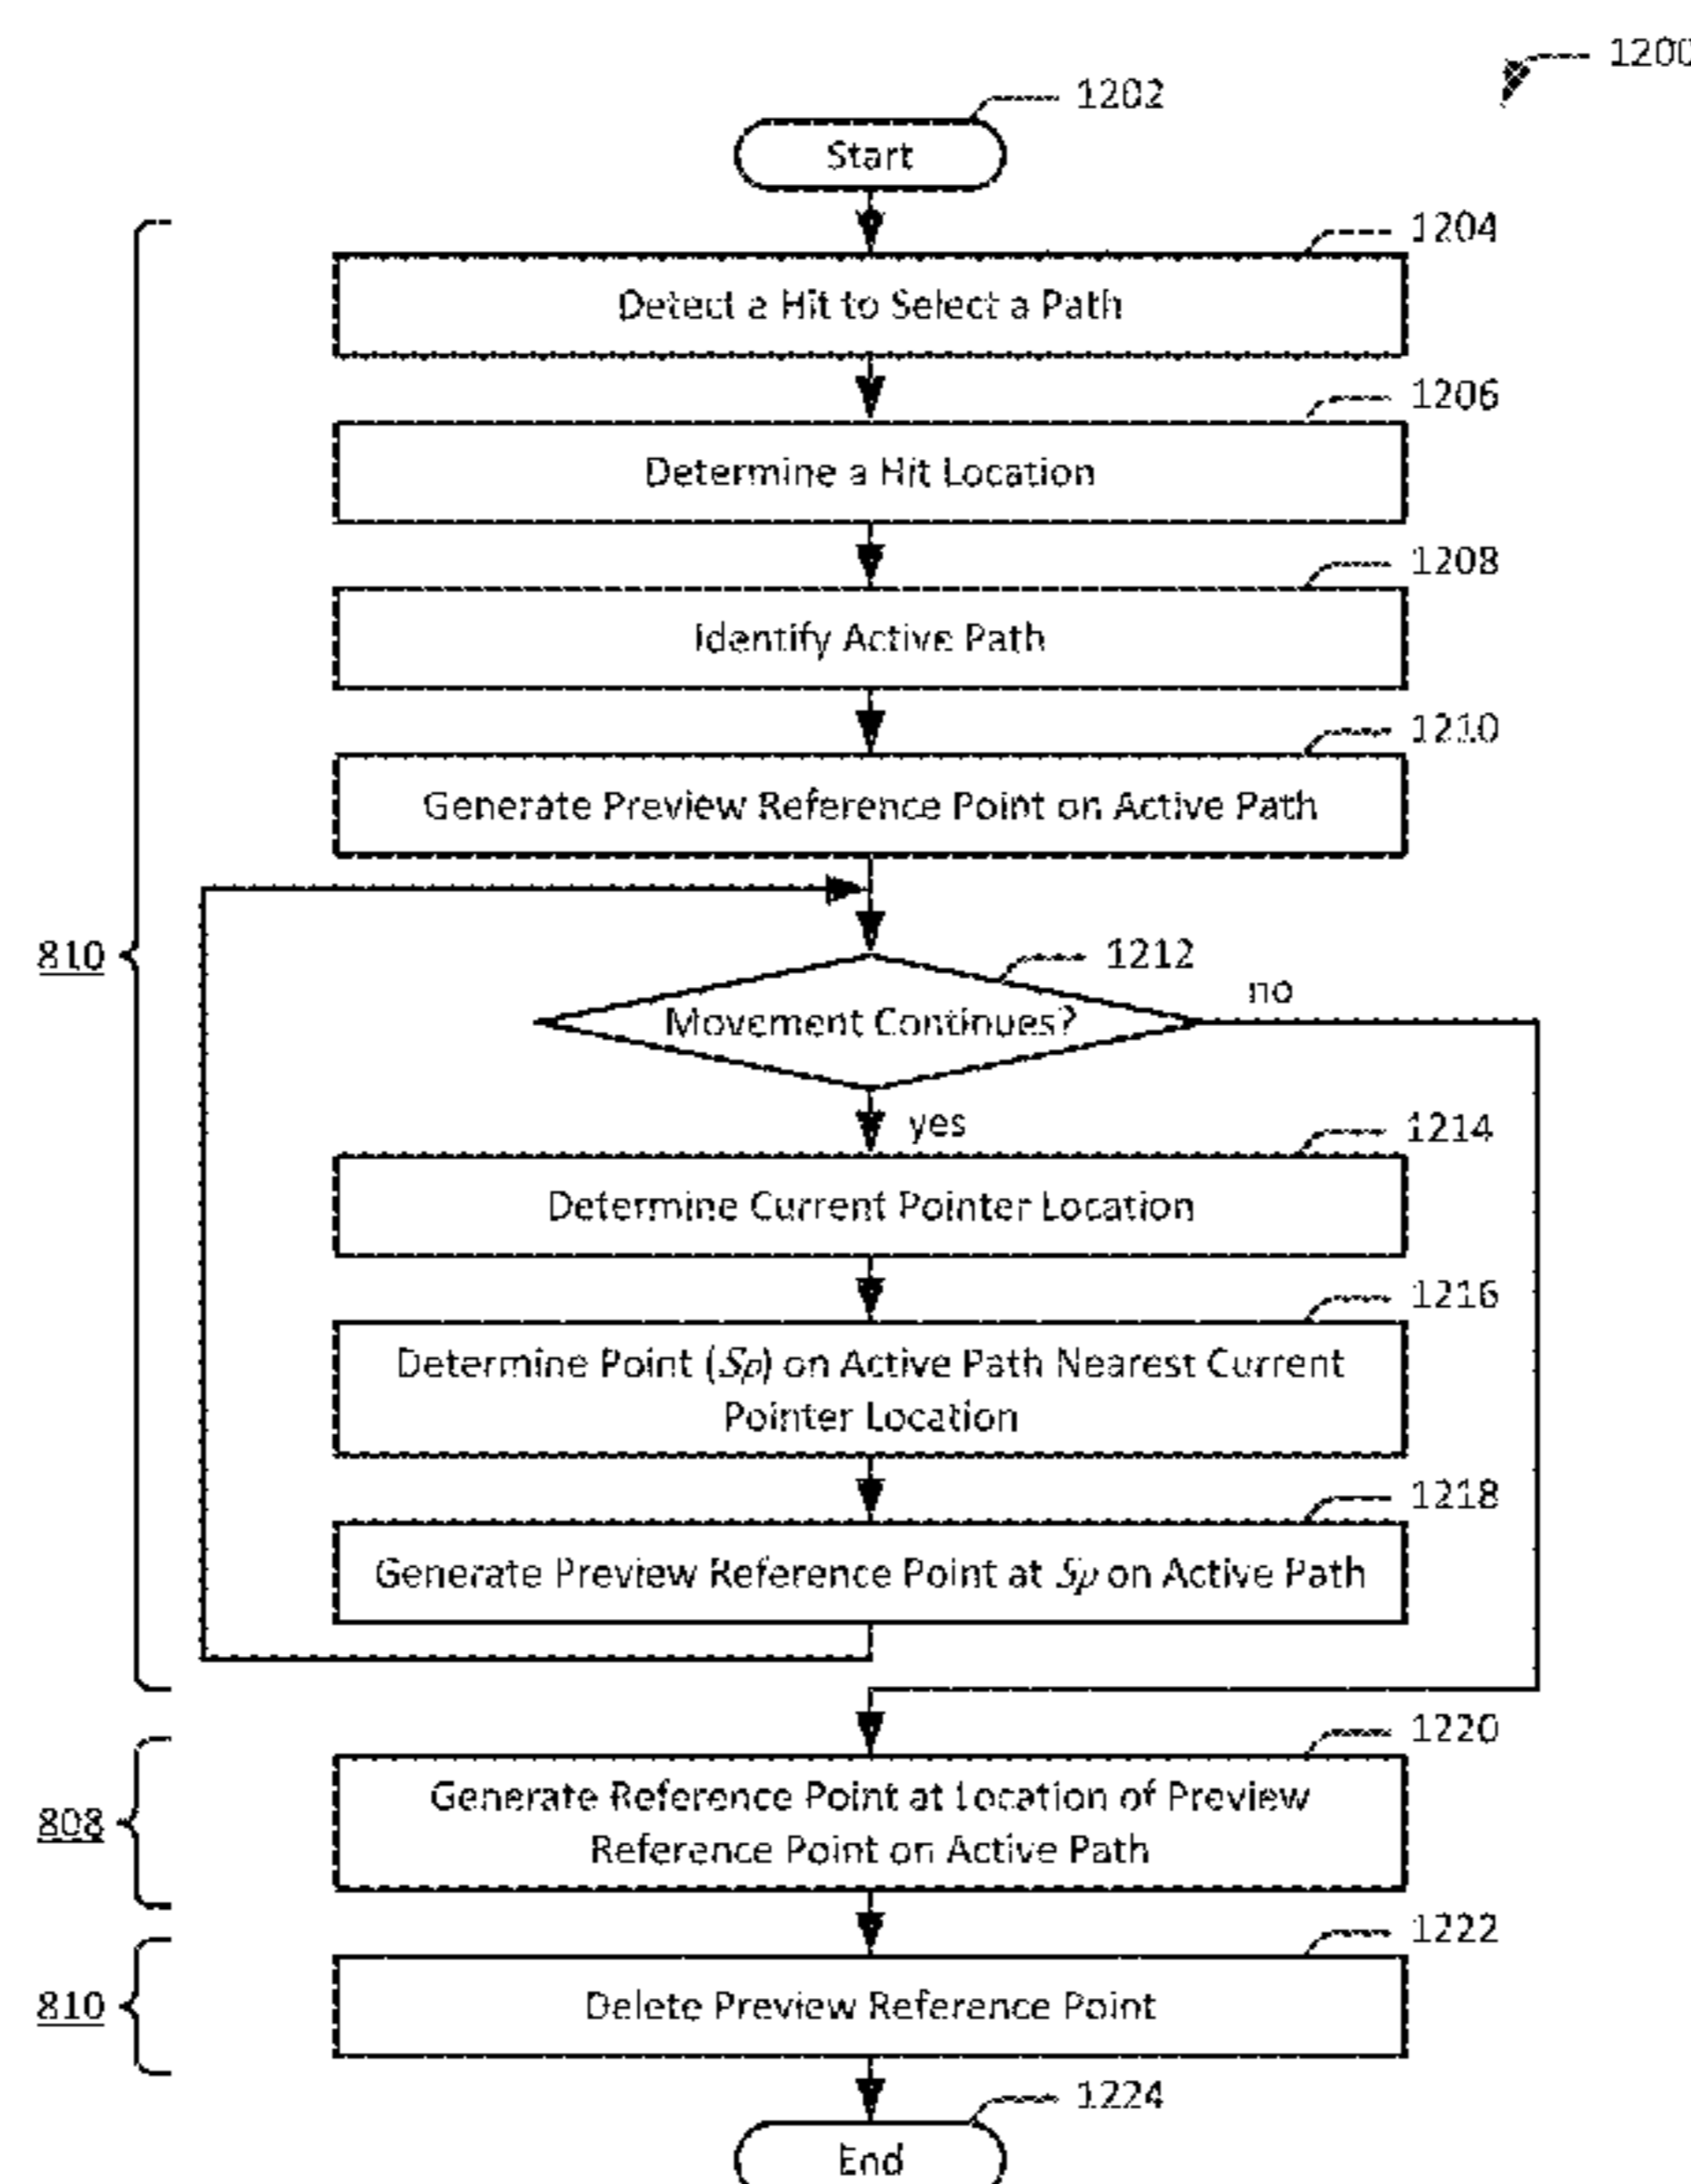 1200
1202
Start
1204
Detect a Hit to Select a Path
1206
Determine a Hit Location
1208
Identify Active Path
1210
Generate Preview Reference Point on Active Path
810
1212
no
Movement Continues?
yes
1214
Determine Current Pointer Location
1216
Determine Point (Sp) on Active Path Nearest Current
Pointer Location
1218
Generate Preview Reference Point at Sp on Active Path
1220
808
Generate Reference Point at Location of Preview
Reference Point on Active Path
1222
810
Delete Preview Reference Point
1224
End